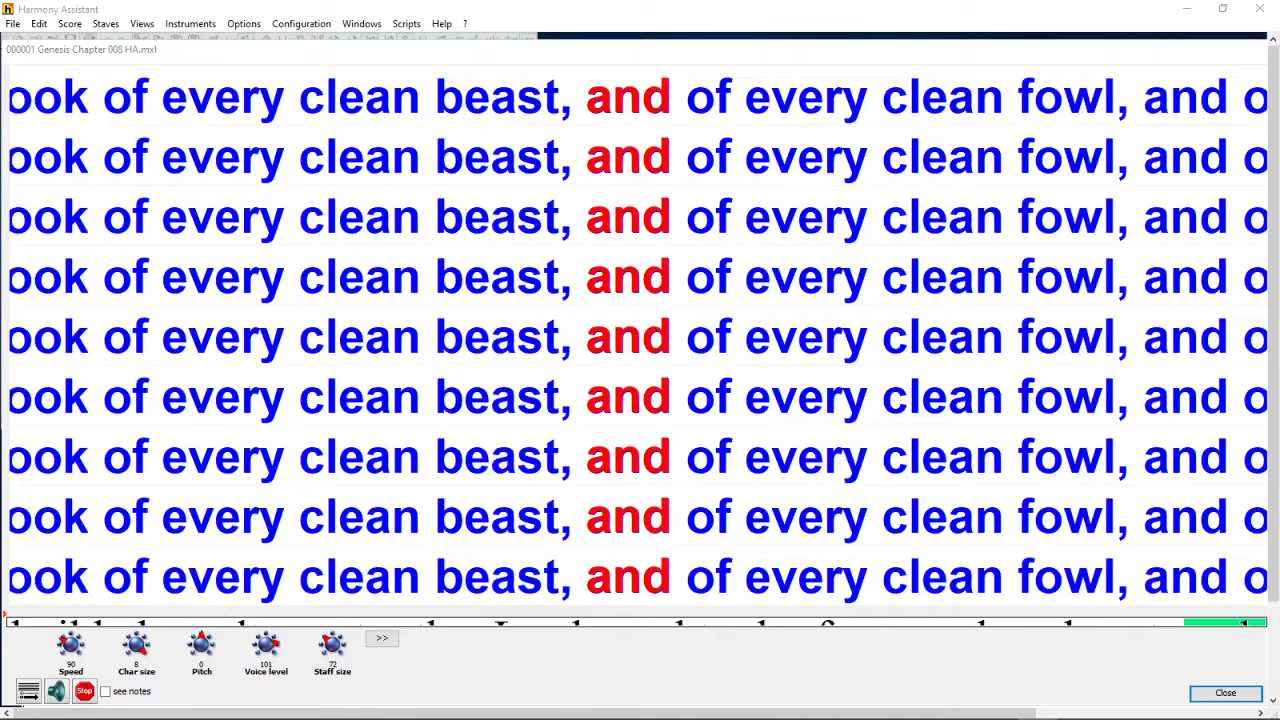 Harmony Assistant
File Edit Score Staves Views Instruments Options Configuration Windows Scripts Help ?
000001 Genesis Chapter 008 HA.mxl
ook of every clean beast, and of every clean fowl, and o
ook of every clean beast, and of every clean fowl, and o
ook of every clean beast, and of every clean fowl, and o
ook of every clean beast, and of every clean fowl, and o
ook of every clean beast, and of every clean fowl, and o
ook of every clean beast, and of every clean fowl, and o
ook of every clean beast, and of every clean fowl, and o
ook of every clean beast, and of every clean fowl, and o
ook of every clean beast, and of every clean fowl, and o
>>
90 8 0 101 72
Speed Char size Pitch Voice level Staff size
Stop see notes Close